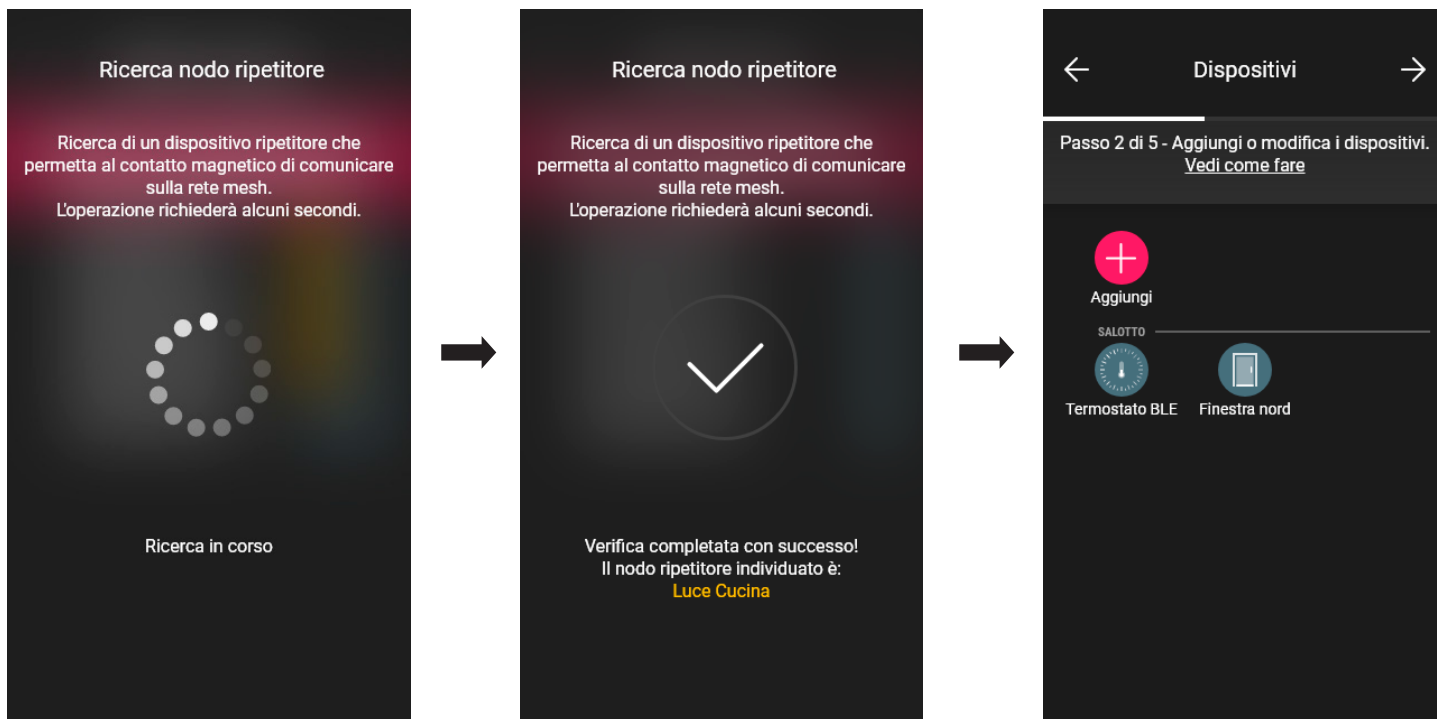 Ricerca nodo ripetitore
Ricerca di un dispositivo ripetitore che
permetta al contatto magnetico di comunicare
sulla rete mesh.
L'operazione richiederà alcuni secondi.
Ricerca in corso
Ricerca nodo ripetitore
Ricerca di un dispositivo ripetitore che
permetta al contatto magnetico di comunicare
sulla rete mesh.
L'operazione richiederà alcuni secondi.
Verifica completata con successo!
Il nodo ripetitore individuato è:
Luce Cucina
Dispositivi
Passo 2 di 5 - Aggiungi o modifica i dispositivi.
Vedi come fare
Aggiungi
SALOTTO
Termostato BLE
Finestra nord